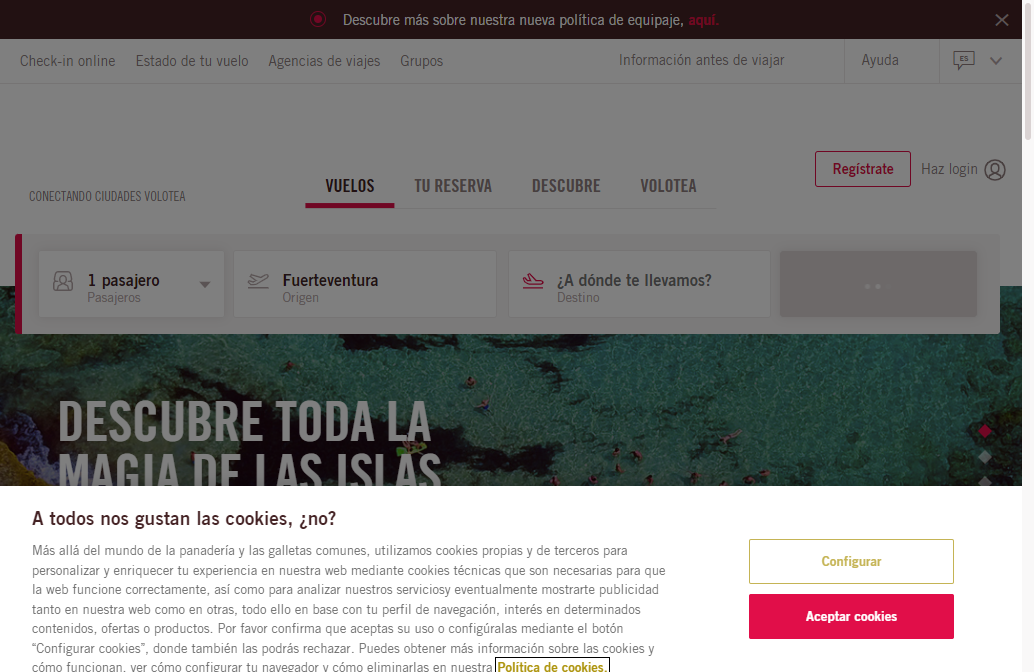 Descubre más sobre nuestra nueva política de equipaje, aquí.
Check-in online Estado de tu vuelo Agencias de viajes Grupos Información antes de viajar Ayuda ES
Regístrate Haz login
CONECTANDO CIUDADES VOLOTEA VUELOS TU RESERVA DESCUBRE VOLOTEA
1 pasajero Fuerteventura ¿A dónde te llevamos?
Pasajeros Origen Destino
DESCUBRE TODA LA
MAGIA DE LAS ISLAS
A todos nos gustan las cookies, ¿no?
Más allá del mundo de la panadería y las galletas comunes, utilizamos cookies propias y de terceros para
personalizar y enriquecer tu experiencia en nuestra web mediante cookies técnicas que son necesarias para que
la web funcione correctamente, así como para analizar nuestros serviciosy eventualmente mostrarte publicidad
tanto en nuestra web como en otras, todo ello en base con tu perfil de navegación, interés en determinados
contenidos, ofertas o productos. Por favor confirma que aceptas su uso o configúralas mediante el botón
“Configurar cookies”, donde también las podrás rechazar. Puedes obtener más información sobre las cookies y
cómo funcionan, ver cómo configurar tu navegador y cómo eliminarlas en nuestra Política de cookies.
Configurar
Aceptar cookies